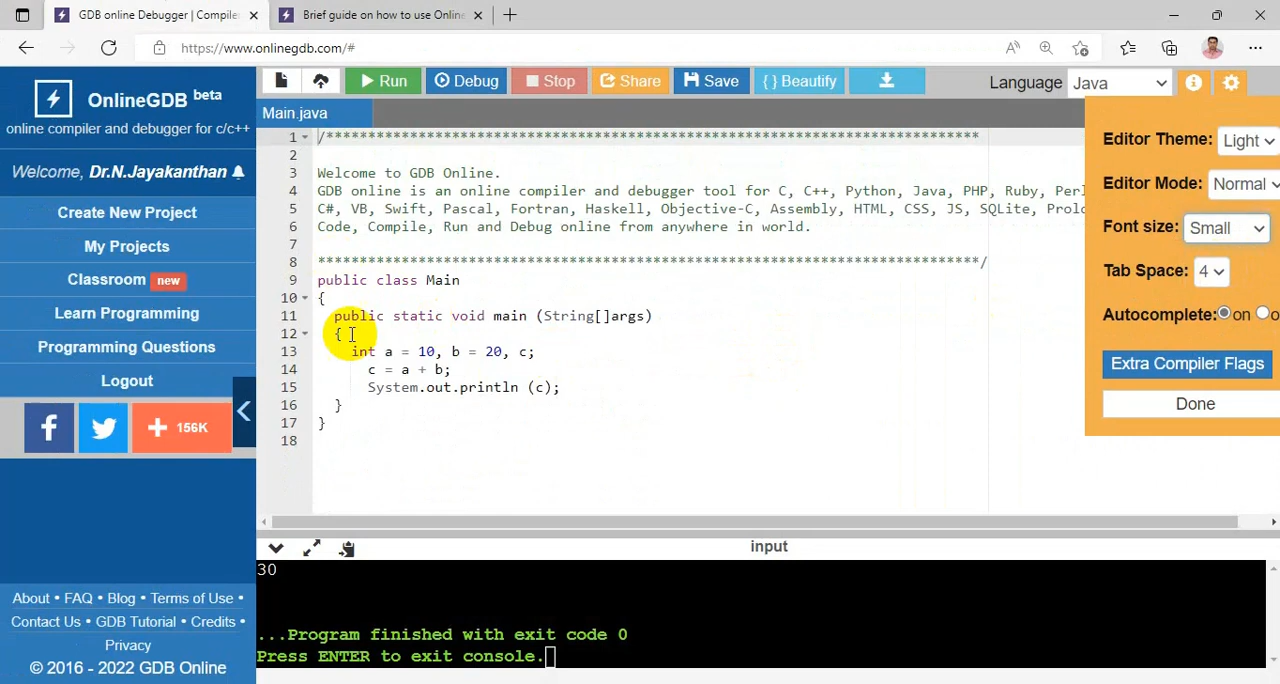 GDB online Debugger | Compiler
Brief guide on how to use Online
https://www.onlinegdb.com/#
OnlineGDB beta
online compiler and debugger for c/c++
Welcome, Dr.N.Jayakanthan
Create New Project
My Projects
Classroom new
Learn Programming
Programming Questions
Logout
156K
About • FAQ • Blog • Terms of Use •
Contact Us • GDB Tutorial • Credits •
Privacy
© 2016 - 2022 GDB Online
Run Debug Stop Share Save { } Beautify
Language Java
Main.java
1 /******************************************************************************
2
3 Welcome to GDB Online.
4 GDB online is an online compiler and debugger tool for C, C++, Python, Java, PHP, Ruby, Perl
5 C#, VB, Swift, Pascal, Fortran, Haskell, Objective-C, Assembly, HTML, CSS, JS, SQLite, Prolo
6 Code, Compile, Run and Debug online from anywhere in world.
7
8 *******************************************************************************/
9 public class Main
10 {
11 public static void main (String[]args)
12 {
13 int a = 10, b = 20, c;
14 c = a + b;
15 System.out.println (c);
16 }
17 }
18
Editor Theme: Light
Editor Mode: Normal
Font size: Small
Tab Space: 4
Autocomplete: on o
Extra Compiler Flags
Done
input
30
...Program finished with exit code 0
Press ENTER to exit console.